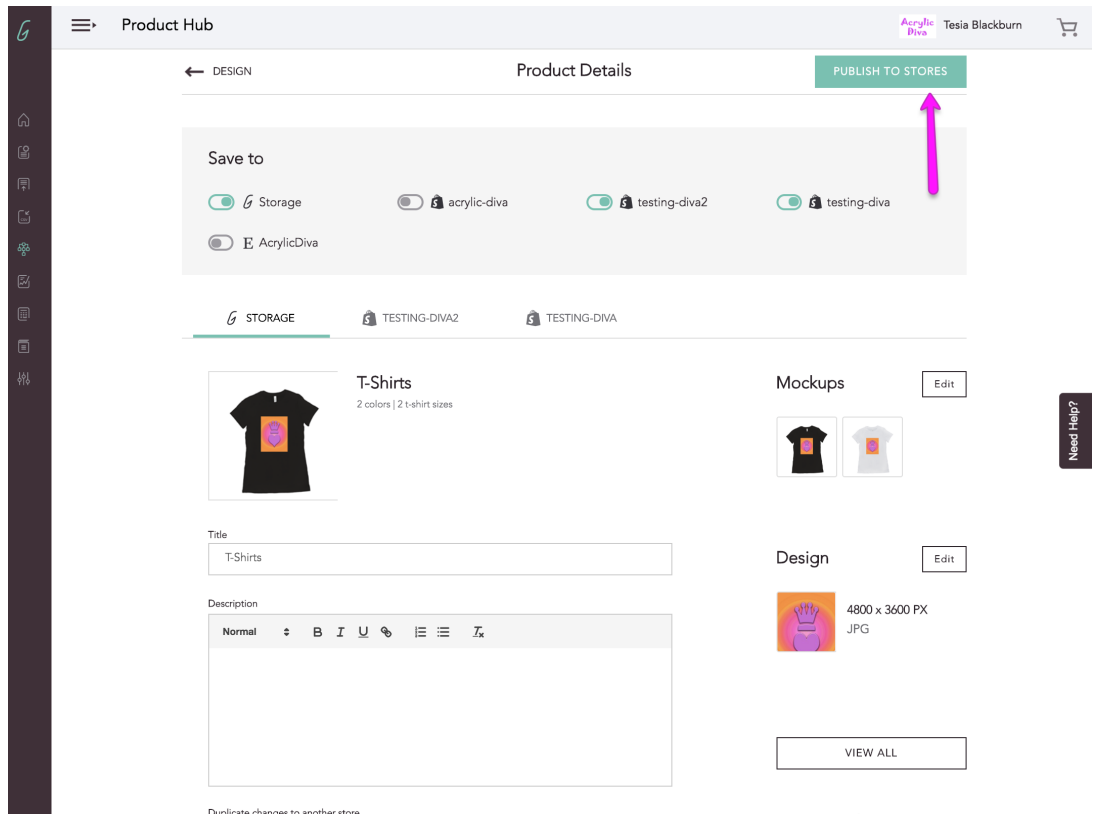 Product Hub
Acrylic Diva Tesia Blackburn
DESIGN
Product Details
PUBLISH TO STORES
Save to
Storage
acrylic-diva
testing-diva2
testing-diva
E AcrylicDiva
STORAGE
TESTING-DIVA2
TESTING-DIVA
T-Shirts
2 colors | 2 t-shirt sizes
Mockups
Edit
Need Help?
Title
T-Shirts
Design
Edit
4800 x 3600 PX
JPG
Description
Normal B I U
VIEW ALL
Duplicate changes to another store